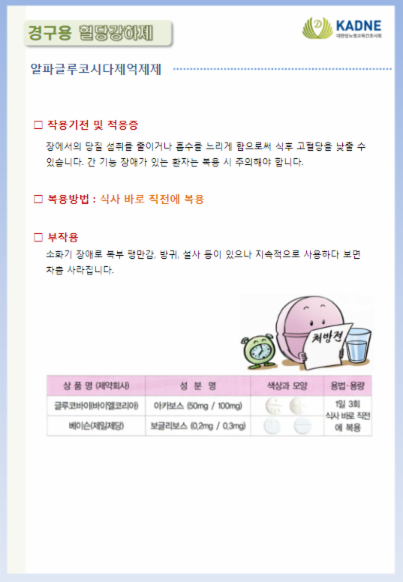 경구용 혈당강하제
KADNE
대한당뇨병교육간호사회
알파글루코시다제억제제
□ 작용기전 및 적응증
장에서의 당질 섭취를 줄이거나 흡수를 느리게 함으로써 식후 고혈당을 낮출 수
있습니다. 간 기능 장애가 있는 환자는 복용 시 주의해야 합니다.
□ 복용방법 : 식사 바로 직전에 복용
□ 부작용
소화기 장애로 복부 팽만감, 방귀, 설사 등이 있으나 지속적으로 사용하다 보면
차츰 사라집니다.
처방전
상 품 명 (제약회사) 성 분 명 색상과 모양 용법·용량
글루코바이(바이엘코리아) 아카보스 (50mg / 100mg) 1일 3회
식사 바로 직전
베이슨(제일제당) 보글리보스 (0.2mg / 0.3mg) 에 복용